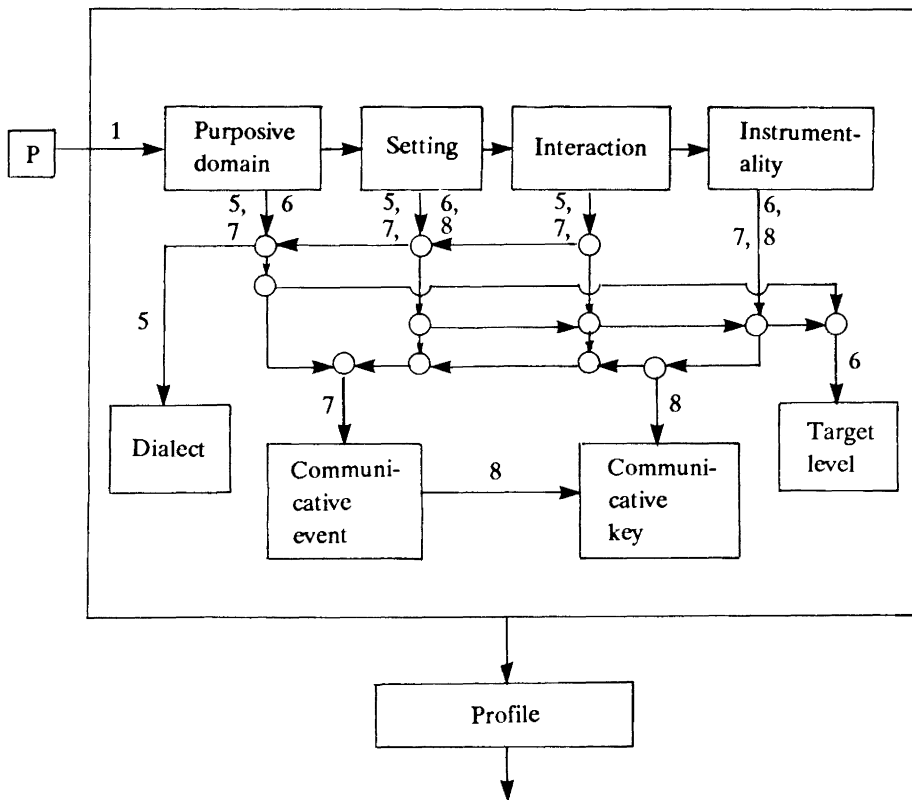 1
P
Purposive
domain
Setting
Interaction
Instrument-
ality
5, 6
7
5, 6,
7, 8
5,
7,
6,
7, 8
5
6
7
8
Dialect
Communi-
cative
event
8
Communi-
cative
key
Target
level
Profile